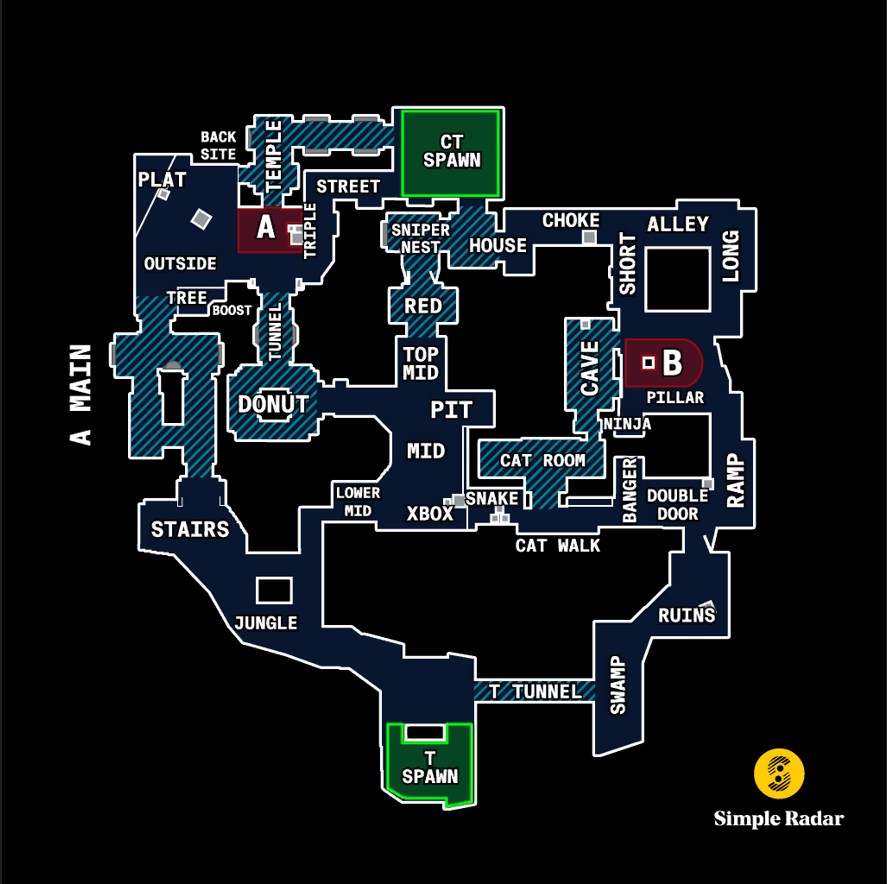 BACK
SITE
TEMPLE
CT
SPAWN
PLAT
STREET
A
TRIPLE
SNIPER
NEST
HOUSE
CHOKE
ALLEY
SHORT
LONG
OUTSIDE
TREE
BOOST
TUNNEL
RED
A MAIN
TOP
MID
CAVE
B
DONUT
PIT
PILLAR
NINJA
MID
CAT ROOM
LOWER
MID
XBOX
SNAKE
BANGER
DOUBLE
DOOR
RAMP
STAIRS
CAT WALK
JUNGLE
RUINS
T TUNNEL
SWAMP
T
SPAWN
S
Simple Radar